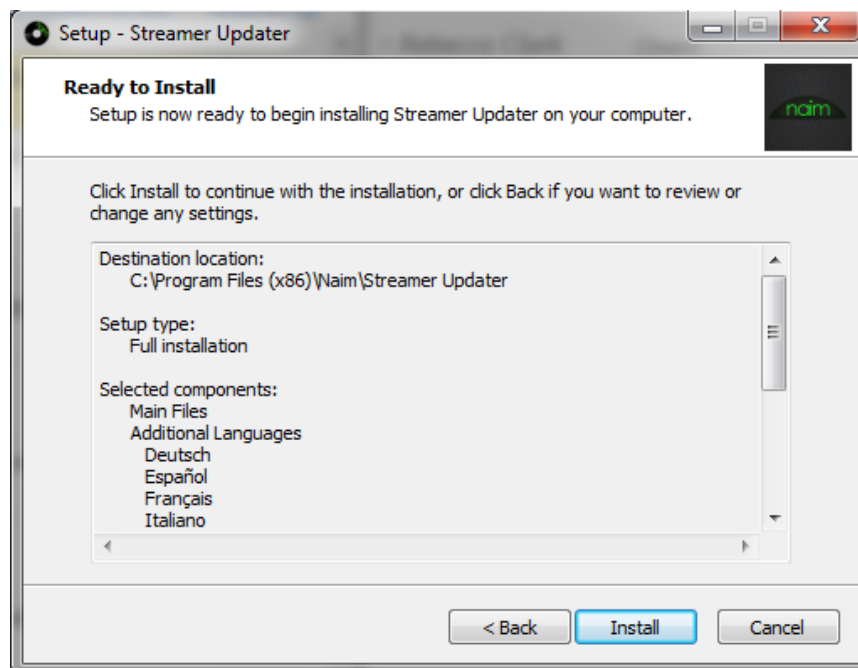 Setup - Streamer Updater
Ready to Install
Setup is now ready to begin installing Streamer Updater on your computer.
naim
Click Install to continue with the installation, or click Back if you want to review or
change any settings.
Destination location:
C:\Program Files (x86)\Naim\Streamer Updater
Setup type:
Full installation
Selected components:
Main Files
Additional Languages
Deutsch
Español
Français
Italiano
< Back
Install
Cancel